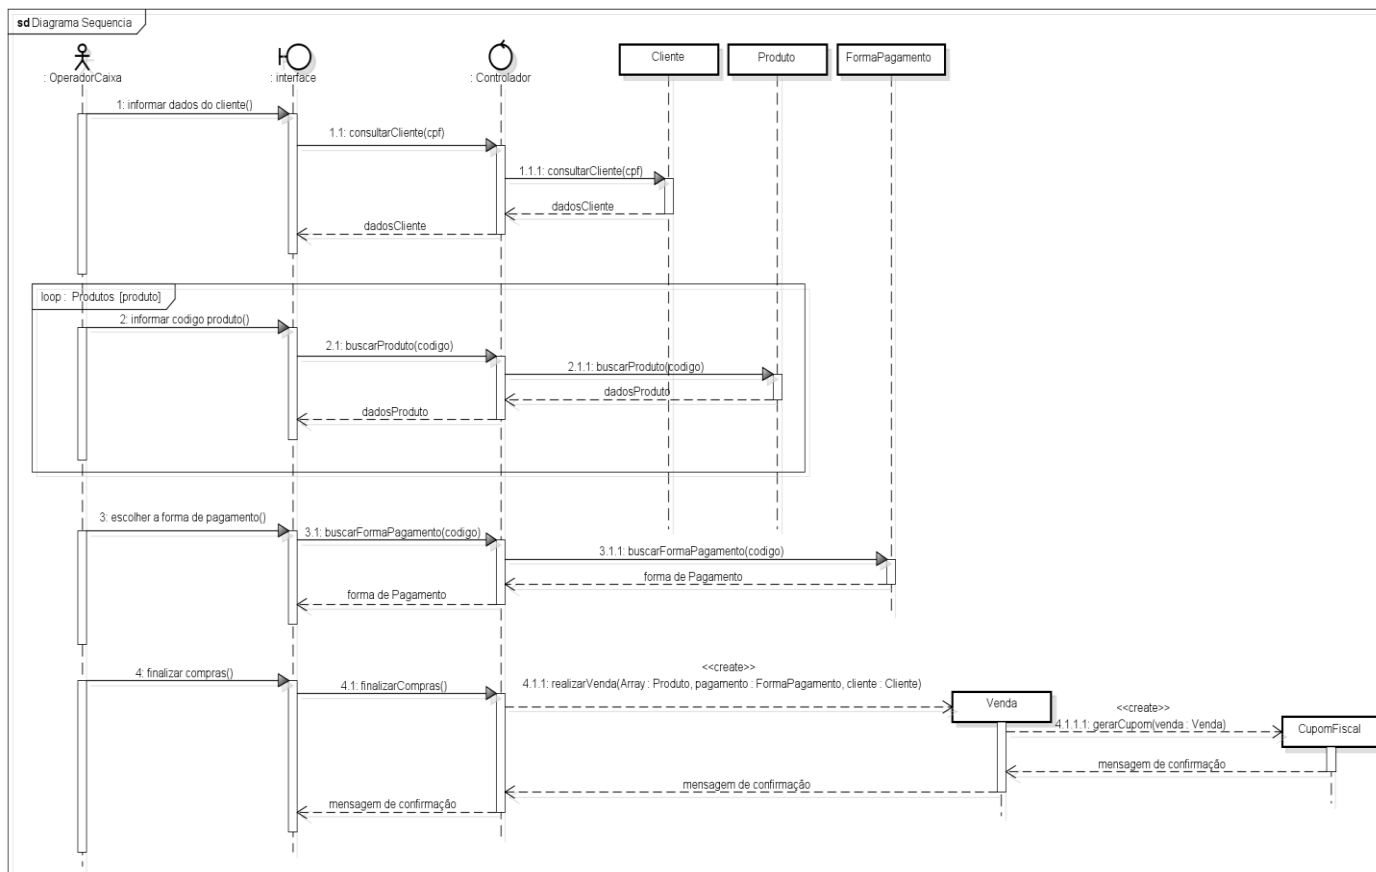 sd Diagrama Sequencia
: OperadorCaixa
: interface
: Controlador
Cliente
Produto
FormaPagamento
1: informar dados do cliente()
1.1: consultarCliente(cpf)
1.1.1: consultarCliente(cpf)
dadosCliente
dadosCliente
loop : Produtos [produto]
2: informar codigo produto()
2.1: buscarProduto(codigo)
2.1.1: buscarProduto(codigo)
dadosProduto
dadosProduto
3: escolher a forma de pagamento()
3.1: buscarFormaPagamento(codigo)
3.1.1: buscarFormaPagamento(codigo)
forma de Pagamento
forma de Pagamento
4: finalizar compras()
4.1: finalizarCompras()
<<create>>
4.1.1: realizarVenda(Array : Produto, pagamento : FormaPagamento, cliente : Cliente)
Venda
<<create>>
4.1.1.1: gerarCupom(venda : Venda)
CupomFiscal
mensagem de confirmação
mensagem de confirmação
mensagem de confirmação